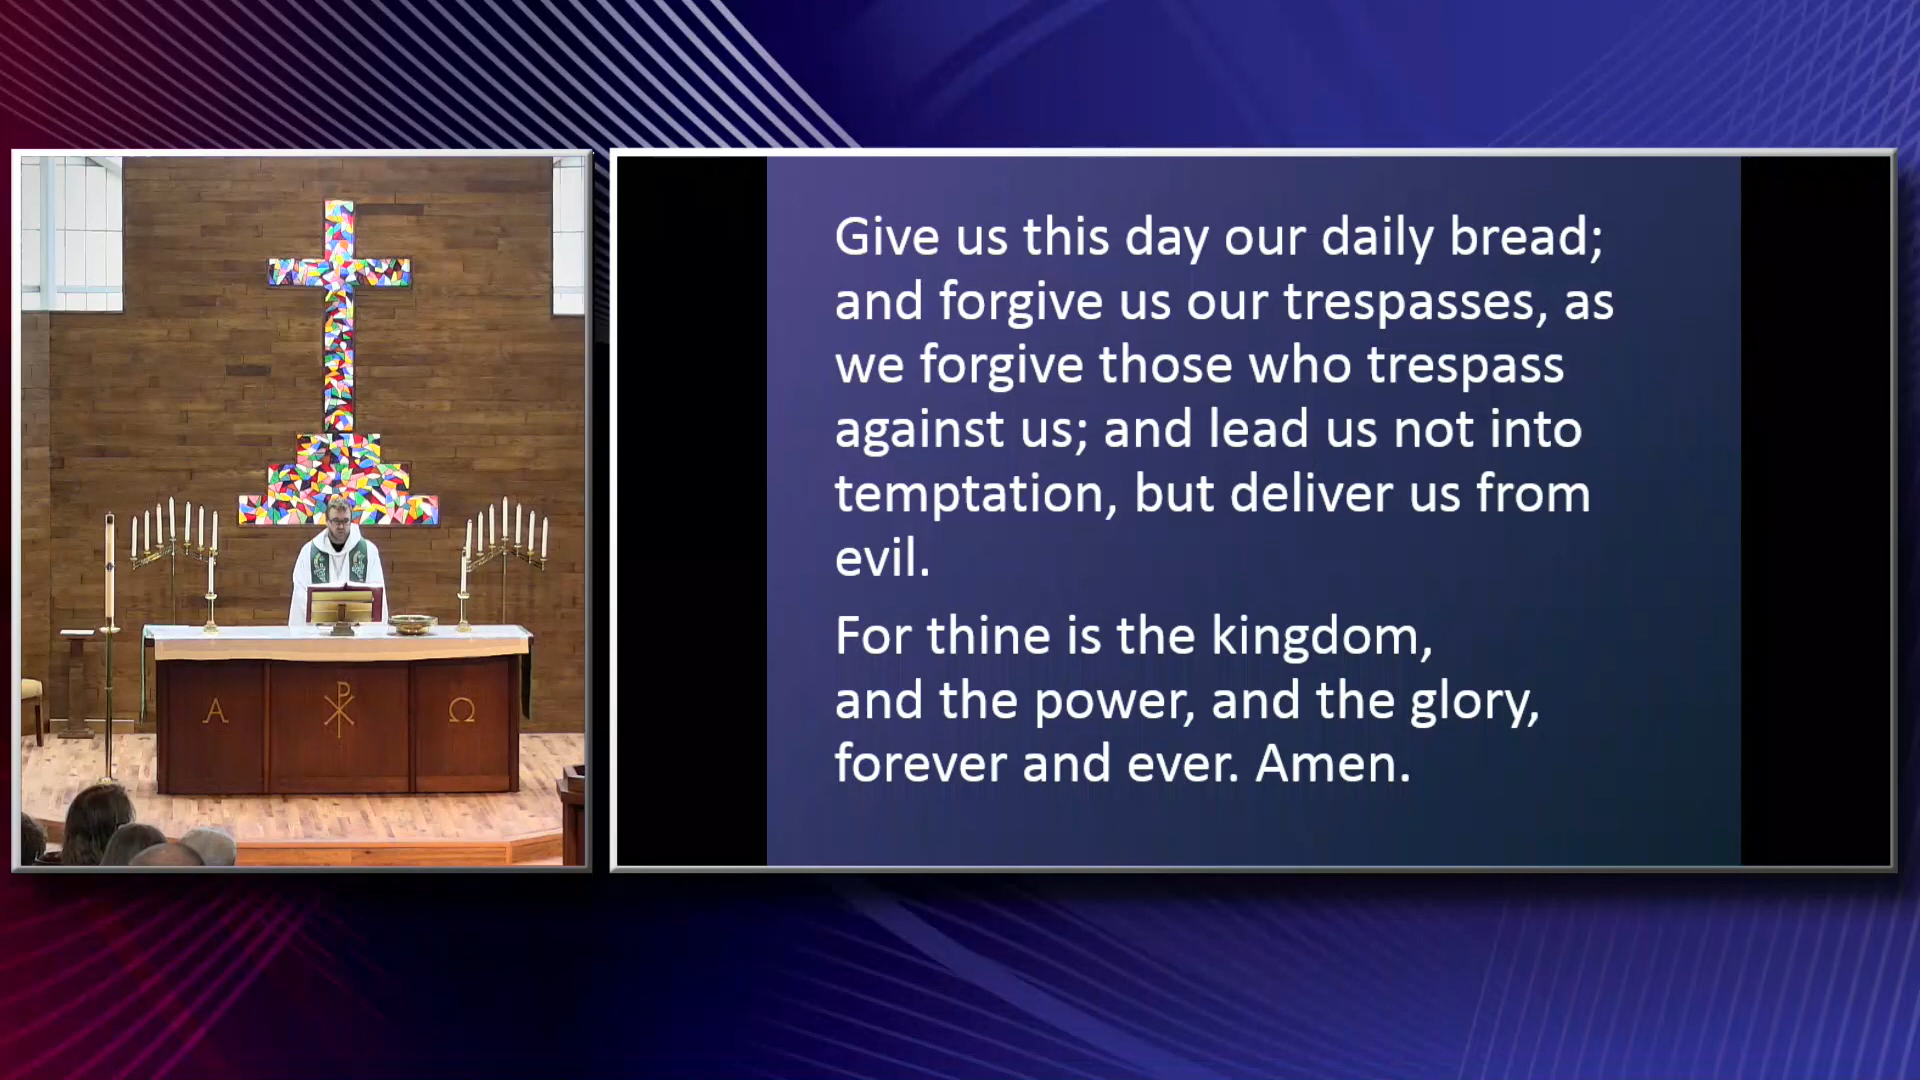 Α
☧
Ω
Give us this day our daily bread;
and forgive us our trespasses, as
we forgive those who trespass
against us; and lead us not into
temptation, but deliver us from
evil.
For thine is the kingdom,
and the power, and the glory,
forever and ever. Amen.